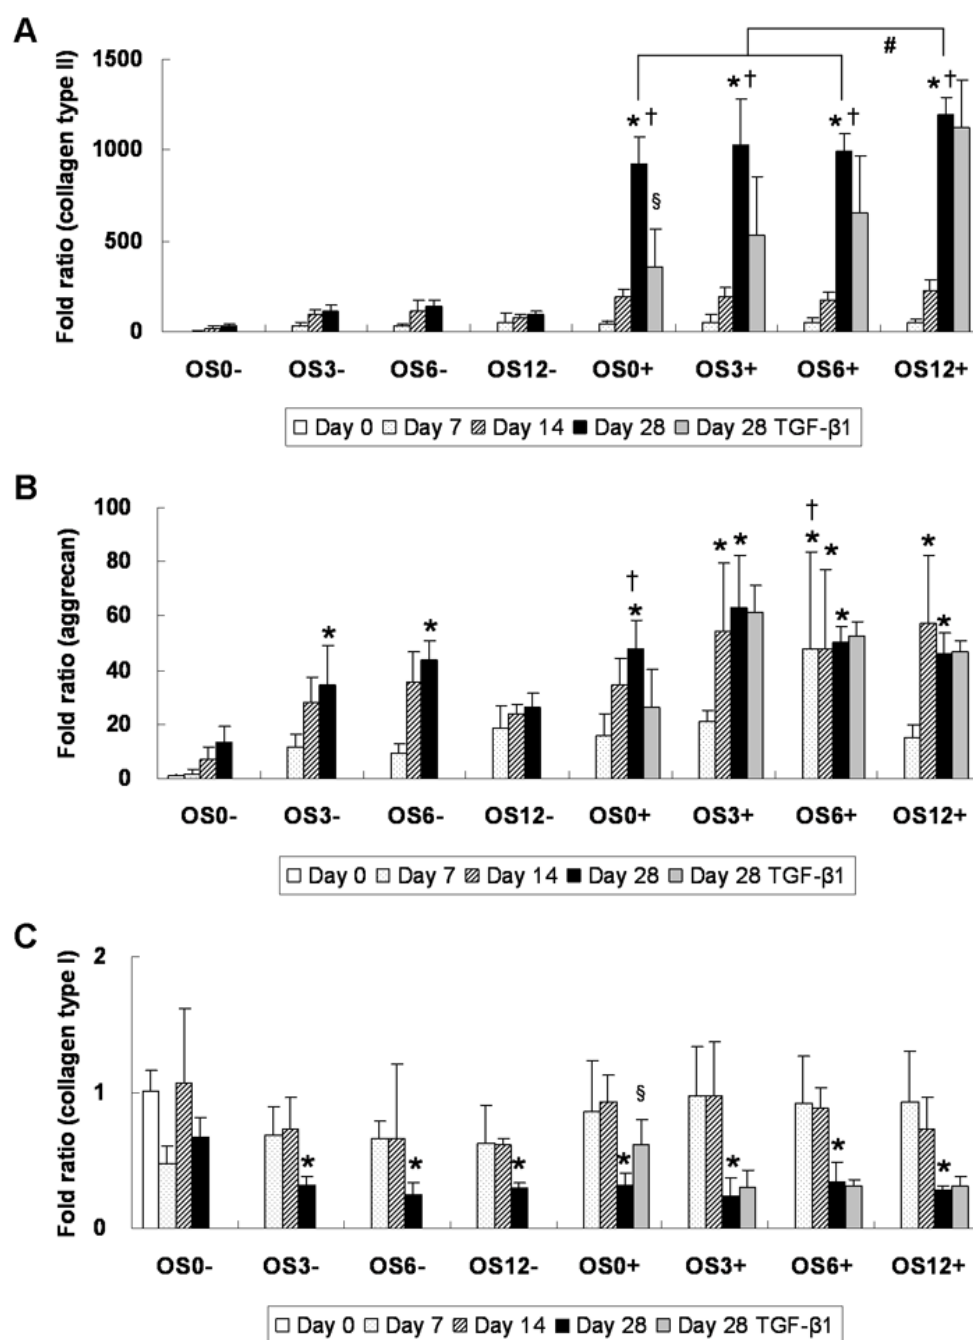 A
Fold ratio (collagen type II)
1500
1000
500
0
#
* †
* †
* †
* †
§
OS0- OS3- OS6- OS12- OS0+ OS3+ OS6+ OS12+
Day 0 Day 7 Day 14 Day 28 Day 28 TGF-β1
B
Fold ratio (aggrecan)
100
80
60
40
20
0
* * † * * * † * * * * *
OS0- OS3- OS6- OS12- OS0+ OS3+ OS6+ OS12+
Day 0 Day 7 Day 14 Day 28 Day 28 TGF-β1
C
Fold ratio (collagen type I)
2
1
0
* * * * § * * *
OS0- OS3- OS6- OS12- OS0+ OS3+ OS6+ OS12+
Day 0 Day 7 Day 14 Day 28 Day 28 TGF-β1